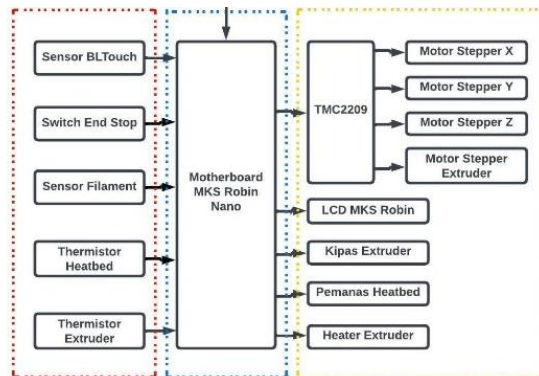 Sensor BLTouch
Switch End Stop
Sensor Filament
Thermistor
Heatbed
Thermistor
Extruder
Motherboard
MKS Robin
Nano
TMC2209
Motor Stepper X
Motor Stepper Y
Motor Stepper Z
Motor Stepper
Extruder
LCD MKS Robin
Kipas Extruder
Pemanas Heatbed
Heater Extruder